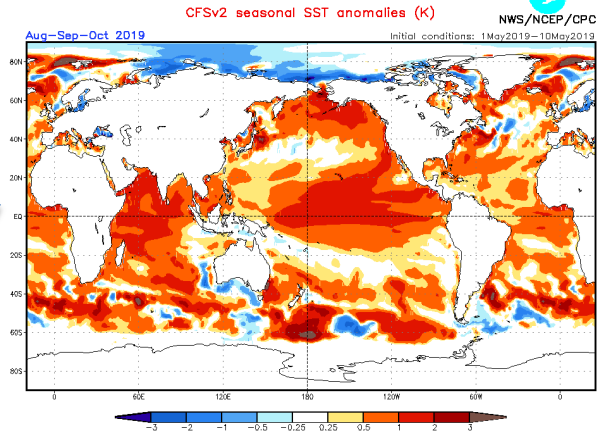 CFSv2 seasonal SST anomalies (K)
NWS/NCEP/CPC
Aug-Sep-Oct 2019
Initial conditions: 1May2019-10May2019
80N
60N
40N
20N
EQ
20S
40S
60S
80S
0
60E
120E
180
120W
60W
0
-3 -2 -1 -0.5 -0.25 0.25 0.5 1 2 3